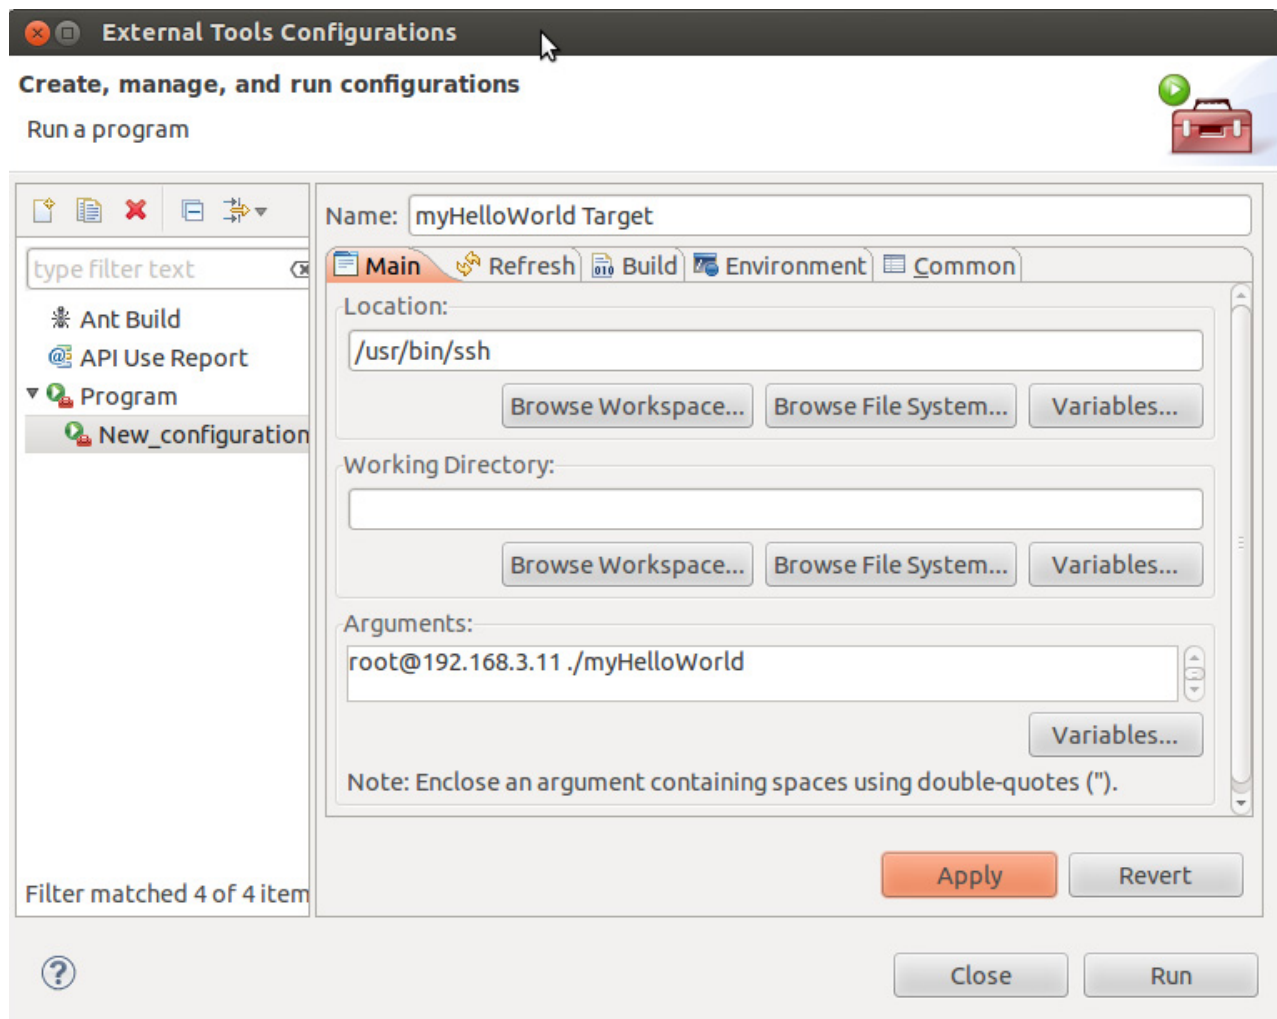 External Tools Configurations
Create, manage, and run configurations
Run a program
type filter text
Ant Build
API Use Report
Program
New_configuration
Filter matched 4 of 4 item
Name: myHelloWorld Target
Main Refresh Build Environment Common
Location:
/usr/bin/ssh
Browse Workspace... Browse File System... Variables...
Working Directory:
Browse Workspace... Browse File System... Variables...
Arguments:
root@192.168.3.11 ./myHelloWorld
Variables...
Note: Enclose an argument containing spaces using double-quotes (").
Apply Revert
Close Run